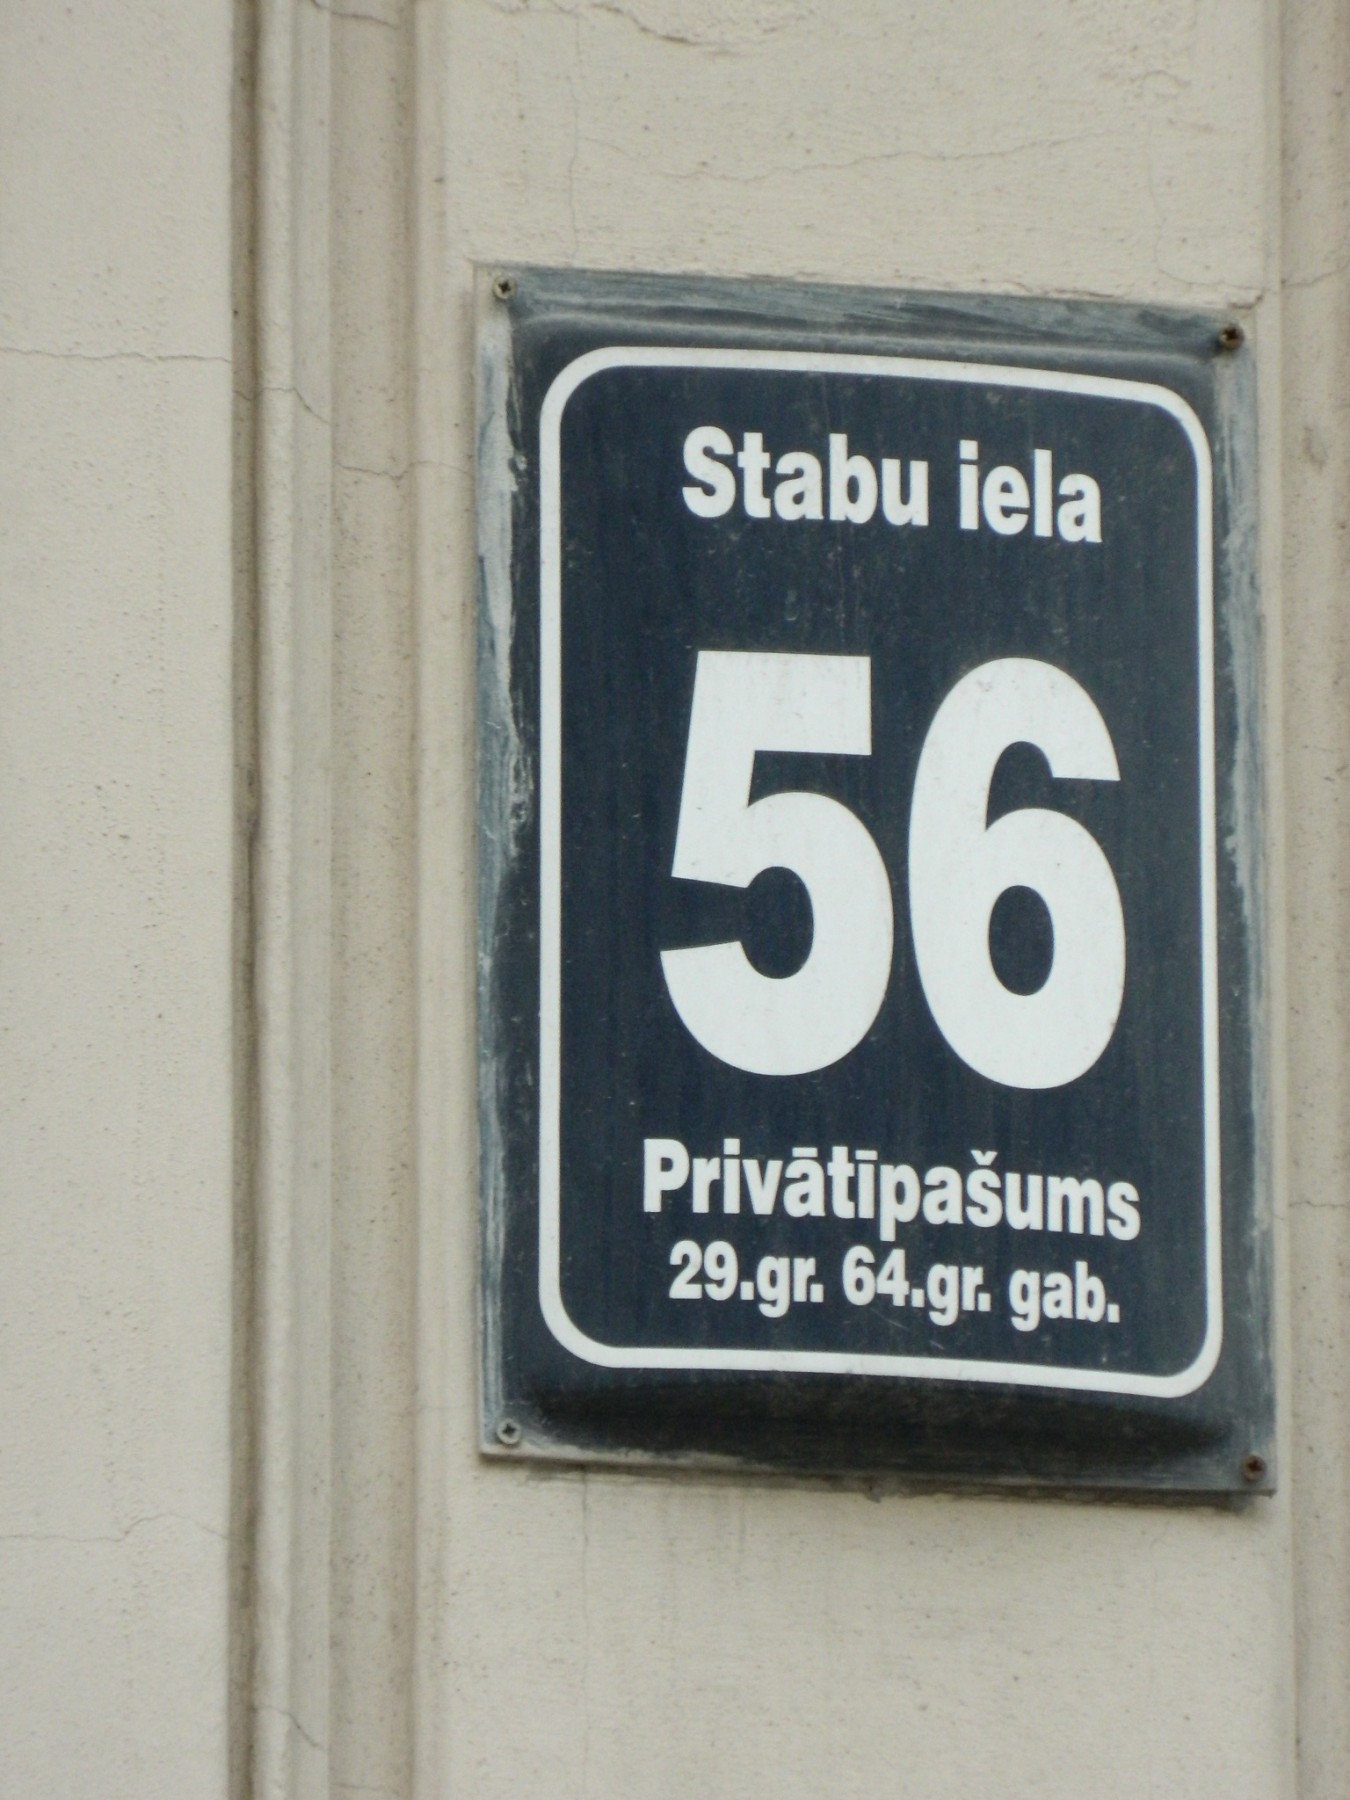 Stabu iela
56
Privātīpašums
29.gr. 64.gr. gab.